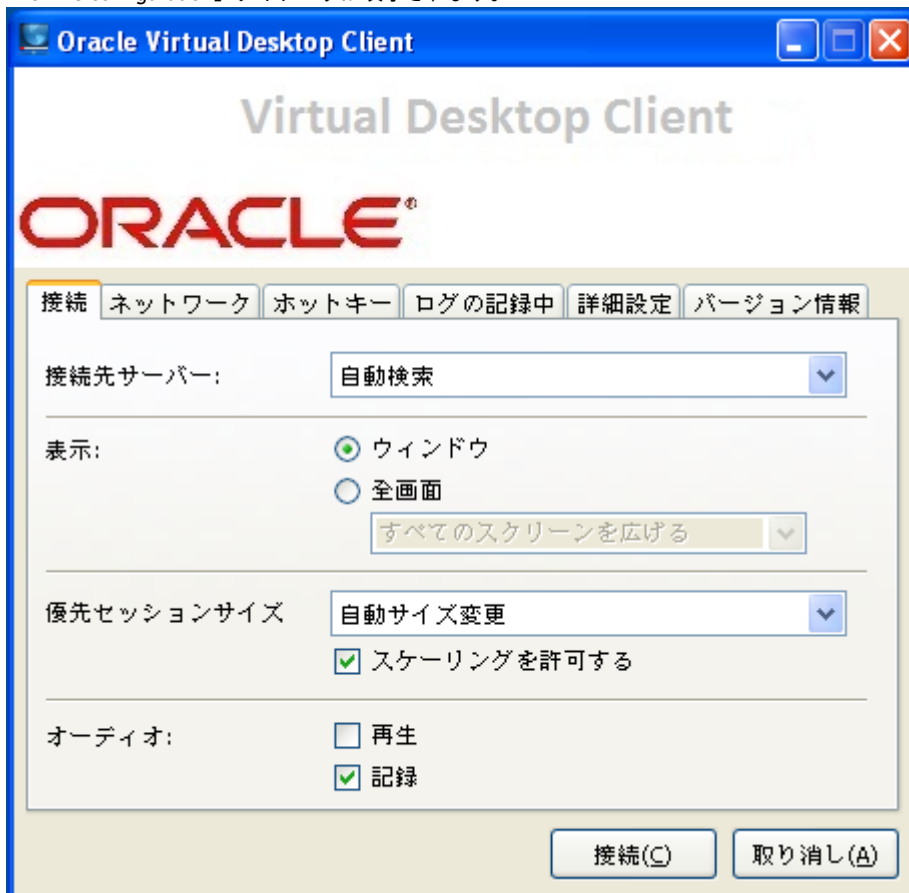 Oracle Virtual Desktop Client
Virtual Desktop Client
ORACLE®
接続 ネットワーク ホットキー ログの記録中 詳細設定 バージョン情報
接続先サーバー: 自動検索
表示: ウィンドウ
全画面
すべてのスクリーンを広げる
優先セッションサイズ 自動サイズ変更
スケーリングを許可する
オーディオ: 再生
記録
接続(C) 取り消し(A)